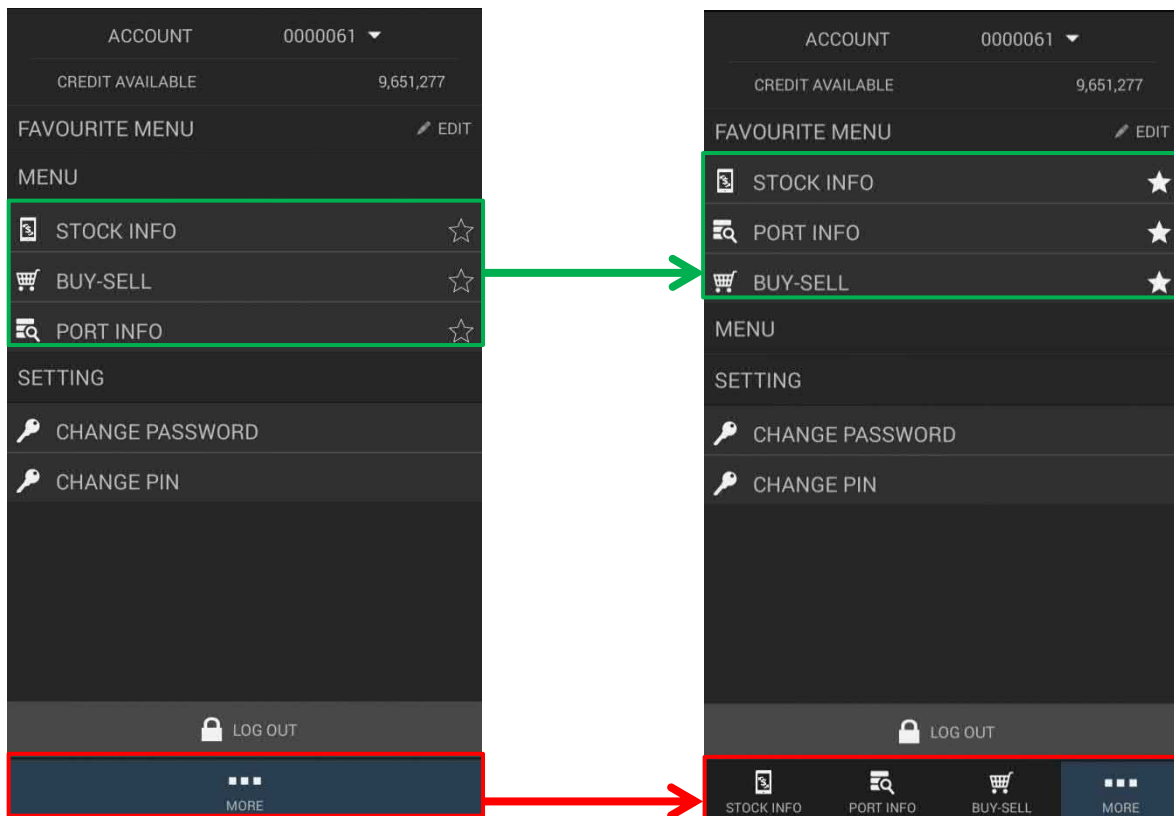 ACCOUNT 0000061
CREDIT AVAILABLE 9,651,277
FAVOURITE MENU EDIT
MENU
STOCK INFO
BUY-SELL
PORT INFO
SETTING
CHANGE PASSWORD
CHANGE PIN
LOG OUT
MORE
ACCOUNT 0000061
CREDIT AVAILABLE 9,651,277
FAVOURITE MENU EDIT
STOCK INFO
PORT INFO
BUY-SELL
MENU
SETTING
CHANGE PASSWORD
CHANGE PIN
LOG OUT
STOCK INFO PORT INFO BUY-SELL MORE